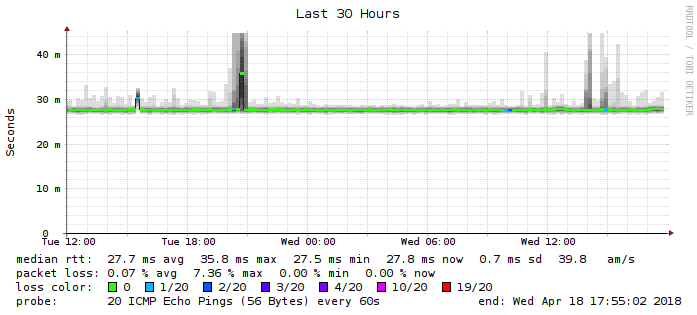 Last 30 Hours
RRDTOOL / TOBI OETIKER
Seconds
40 m
30 m
20 m
10 m
0
Tue 12:00 Tue 18:00 Wed 00:00 Wed 06:00 Wed 12:00
median rtt: 27.7 ms avg 35.8 ms max 27.5 ms min 27.8 ms now 0.7 ms sd 39.8 am/s
packet loss: 0.07 % avg 7.36 % max 0.00 % min 0.00 % now
loss color: 0 1/20 2/20 3/20 4/20 10/20 19/20
probe: 20 ICMP Echo Pings (56 Bytes) every 60s end: Wed Apr 18 17:55:02 2018